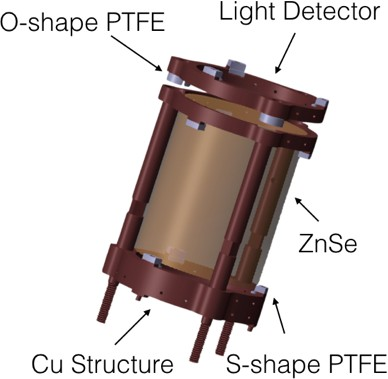 Light Detector
O-shape PTFE
ZnSe
Cu Structure
S-shape PTFE